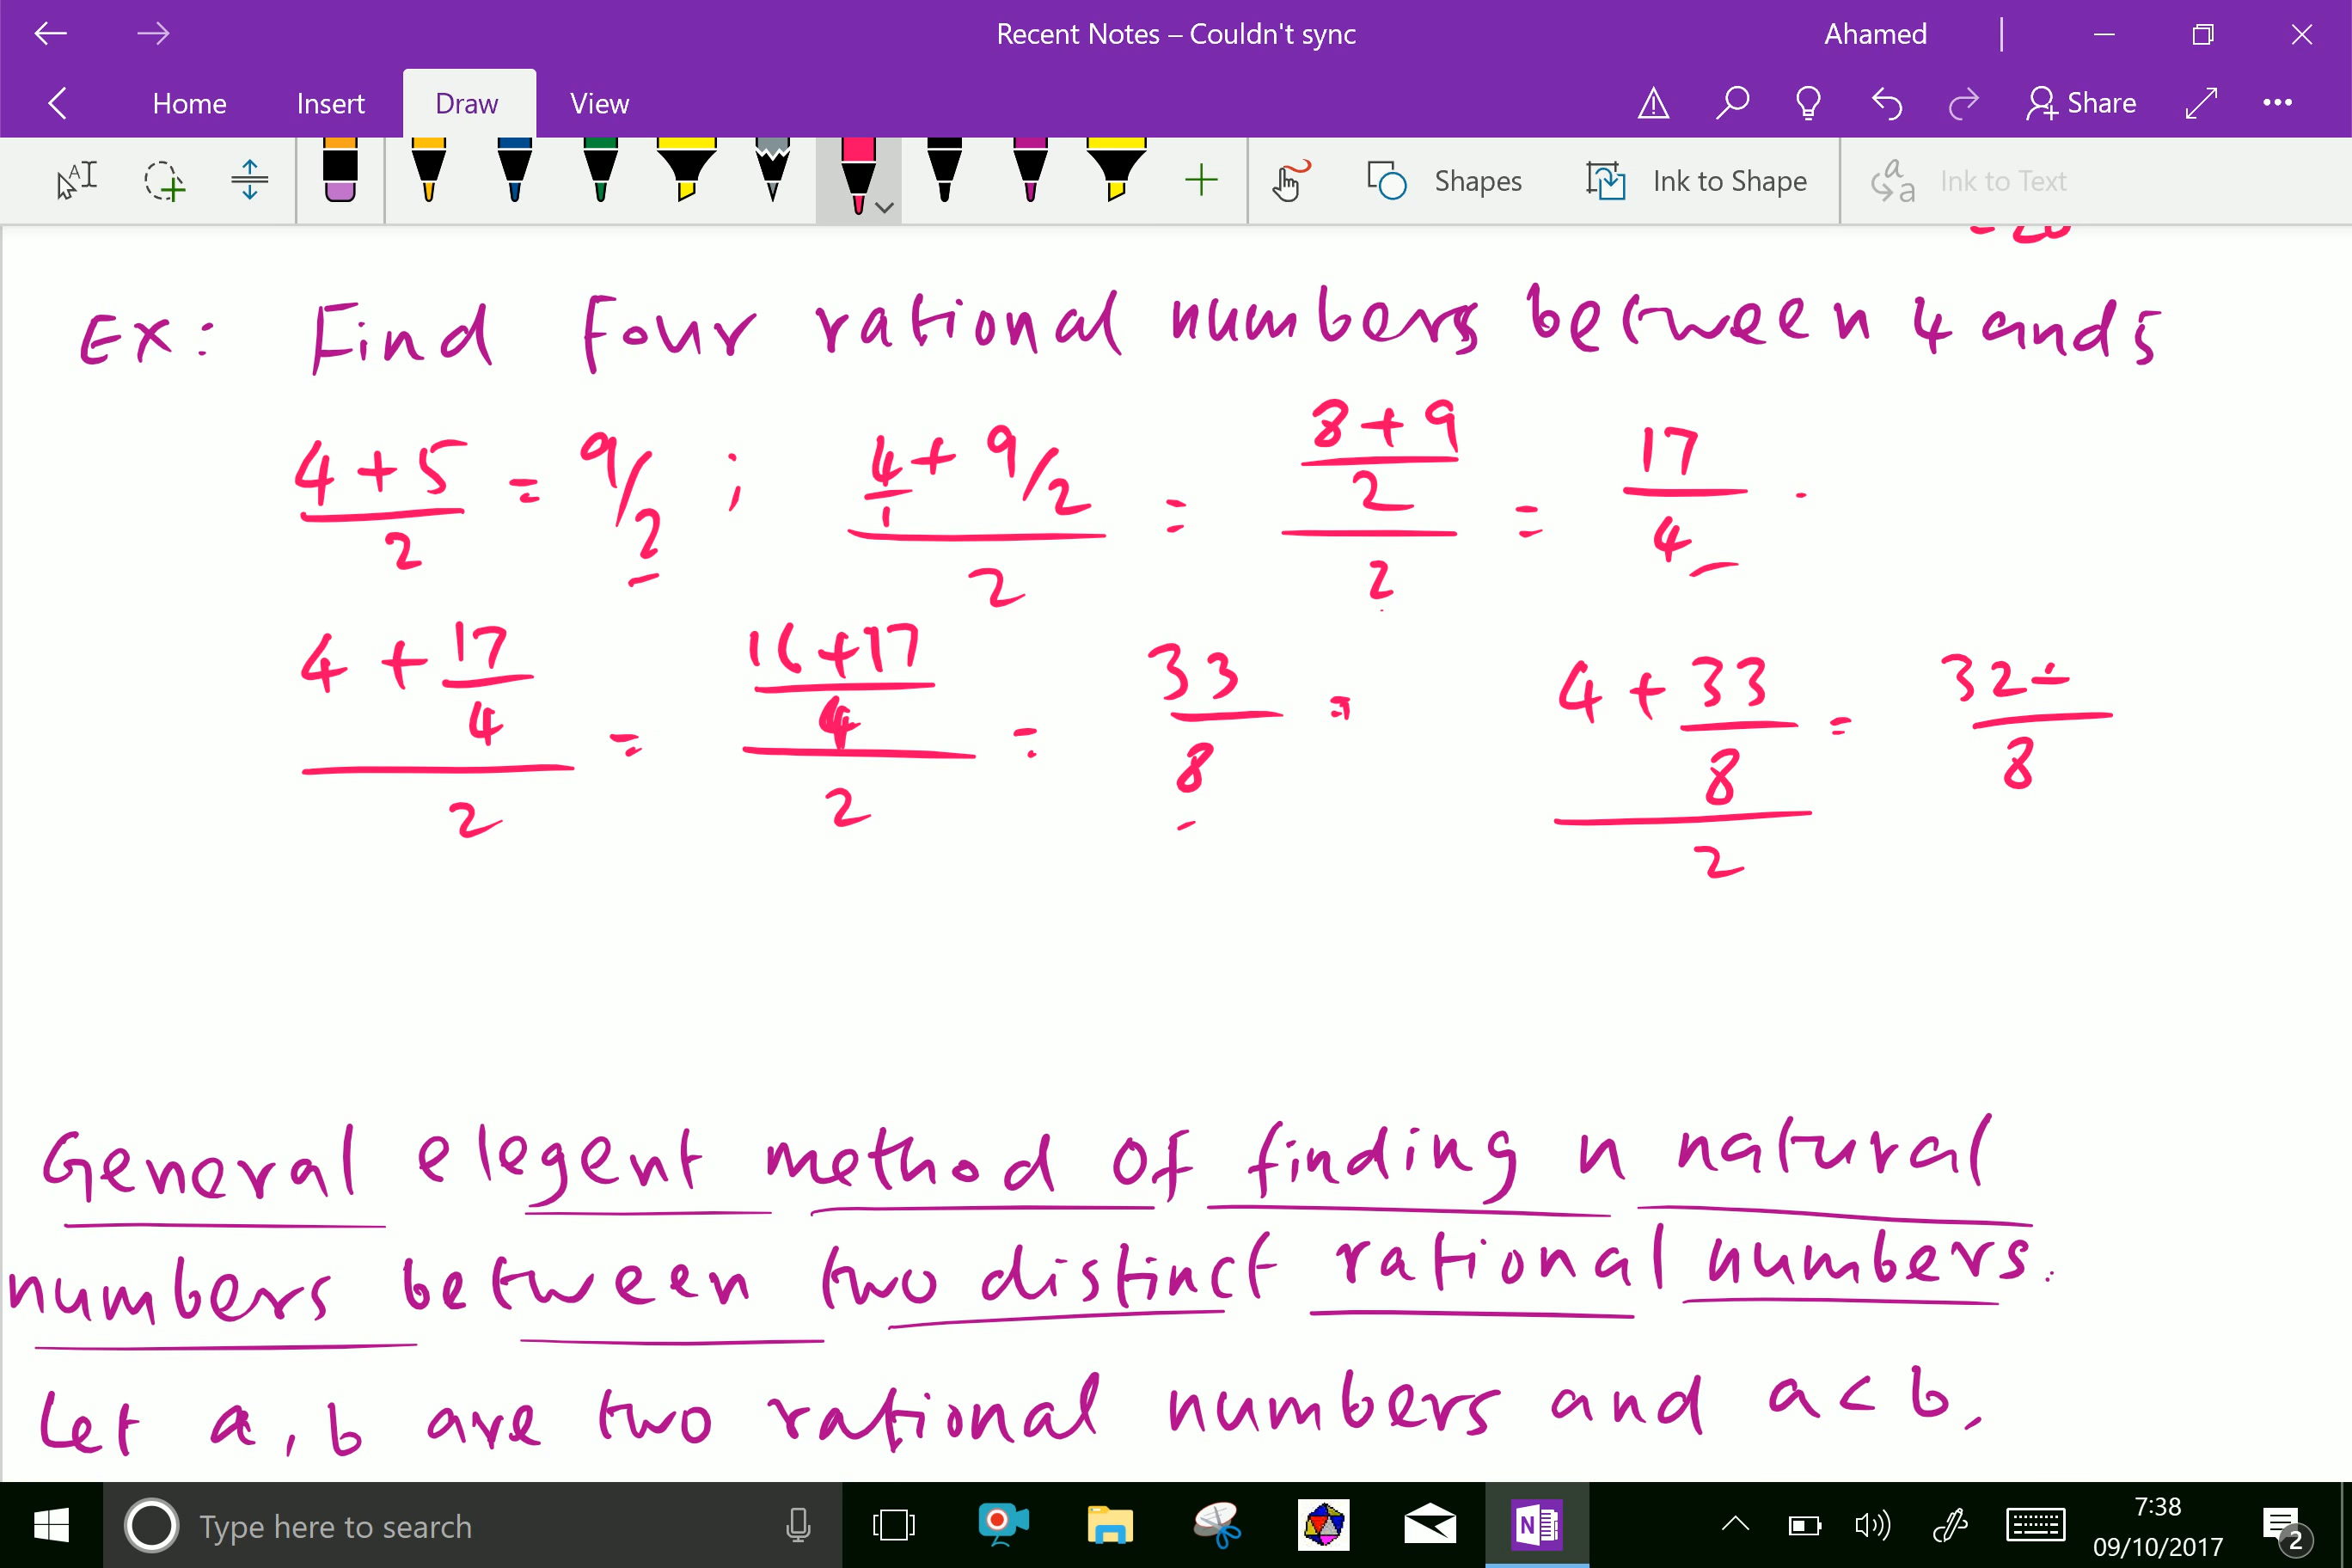 Recent Notes – Couldn't sync
Ahamed
Home Insert Draw View
Share
Shapes Ink to Shape Ink to Text
Ex: Find Four rational numbers between 4 and 5
(4 + 5)/2 = 9/2 ; (4/1 + 9/2)/2 = ((8 + 9)/2)/2 = 17/4 .
(4 + 17/4)/2 = ((16 + 17)/4)/2 = 33/8 = (4 + 33/8)/2 = 32+/8
General elegent method of finding n natural
numbers between two distinct rational numbers.
Let a, b are two rational numbers and a < b,
Type here to search
N
7:38
09/10/2017
2